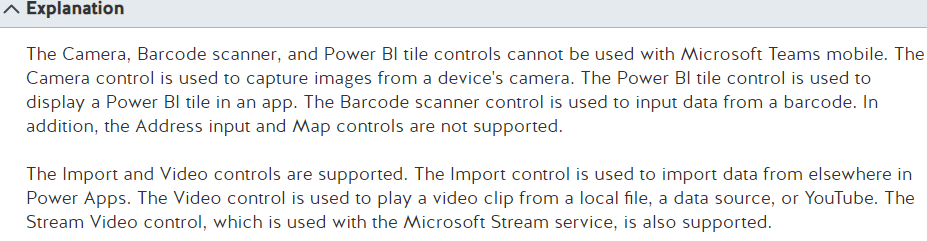 Explanation
The Camera, Barcode scanner, and Power BI tile controls cannot be used with Microsoft Teams mobile. The
Camera control is used to capture images from a device's camera. The Power BI tile control is used to
display a Power BI tile in an app. The Barcode scanner control is used to input data from a barcode. In
addition, the Address input and Map controls are not supported.
The Import and Video controls are supported. The Import control is used to import data from elsewhere in
Power Apps. The Video control is used to play a video clip from a local file, a data source, or YouTube. The
Stream Video control, which is used with the Microsoft Stream service, is also supported.